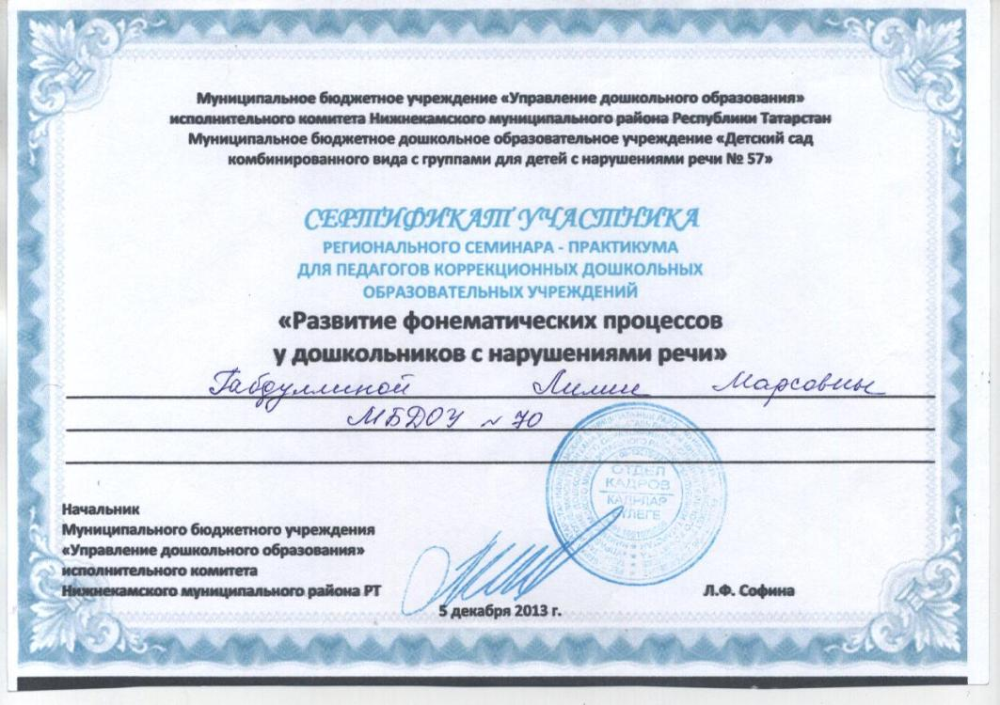 Муниципальное бюджетное учреждение «Управление дошкольного образования»
исполнительного комитета Нижнекамского муниципального района Республики Татарстан
Муниципальное бюджетное дошкольное образовательное учреждение «Детский сад
комбинированного вида с группами для детей с нарушениями речи № 57»
СЕРТИФИКАТ УЧАСТНИКА
РЕГИОНАЛЬНОГО СЕМИНАРА - ПРАКТИКУМА
ДЛЯ ПЕДАГОГОВ КОРРЕКЦИОННЫХ ДОШКОЛЬНЫХ
ОБРАЗОВАТЕЛЬНЫХ УЧРЕЖДЕНИЙ
«Развитие фонематических процессов
у дошкольников с нарушениями речи»
Габдуллиной Лилии Марсовны
МБДОУ № 70
ОТДЕЛ
КАДРОВ
КАДРЛАР
Начальник
Муниципального бюджетного учреждения
«Управление дошкольного образования»
исполнительного комитета
Нижнекамского муниципального района РТ
Л.Ф. Софина
5 декабря 2013 г.